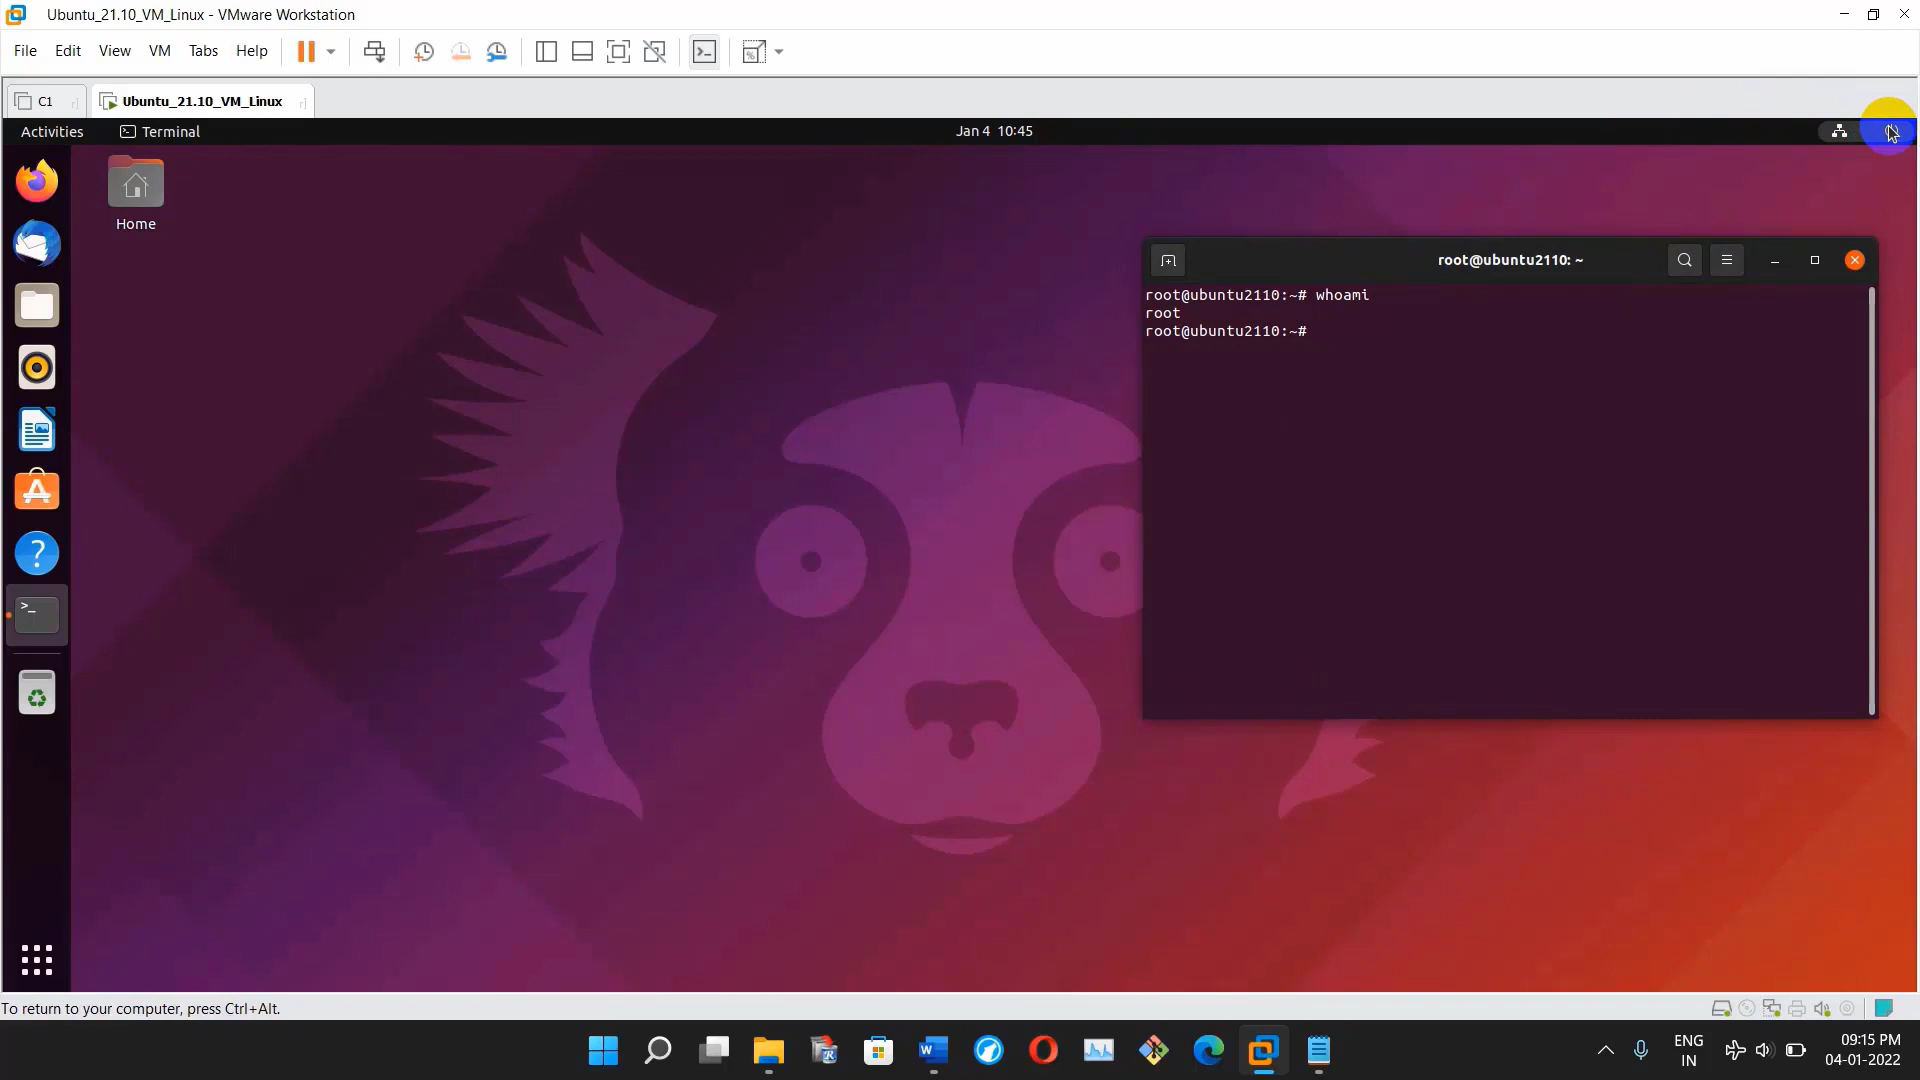 Ubuntu_21.10_VM_Linux - VMware Workstation
File Edit View VM Tabs Help
C1 Ubuntu_21.10_VM_Linux
Activities Terminal Jan 4 10:45
Home
root@ubuntu2110: ~
root@ubuntu2110:~# whoami
root
root@ubuntu2110:~#
To return to your computer, press Ctrl+Alt.
ENG
IN
09:15 PM
04-01-2022